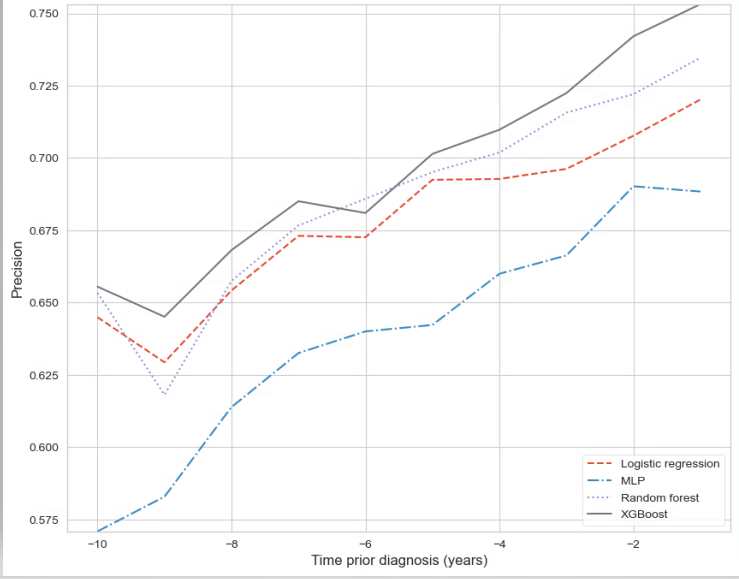 0.750
0.725
0.700
0.675
0.650
0.625
0.600
0.575
Precision
−10
−8
−6
−4
−2
Time prior diagnosis (years)
Logistic regression
MLP
Random forest
XGBoost